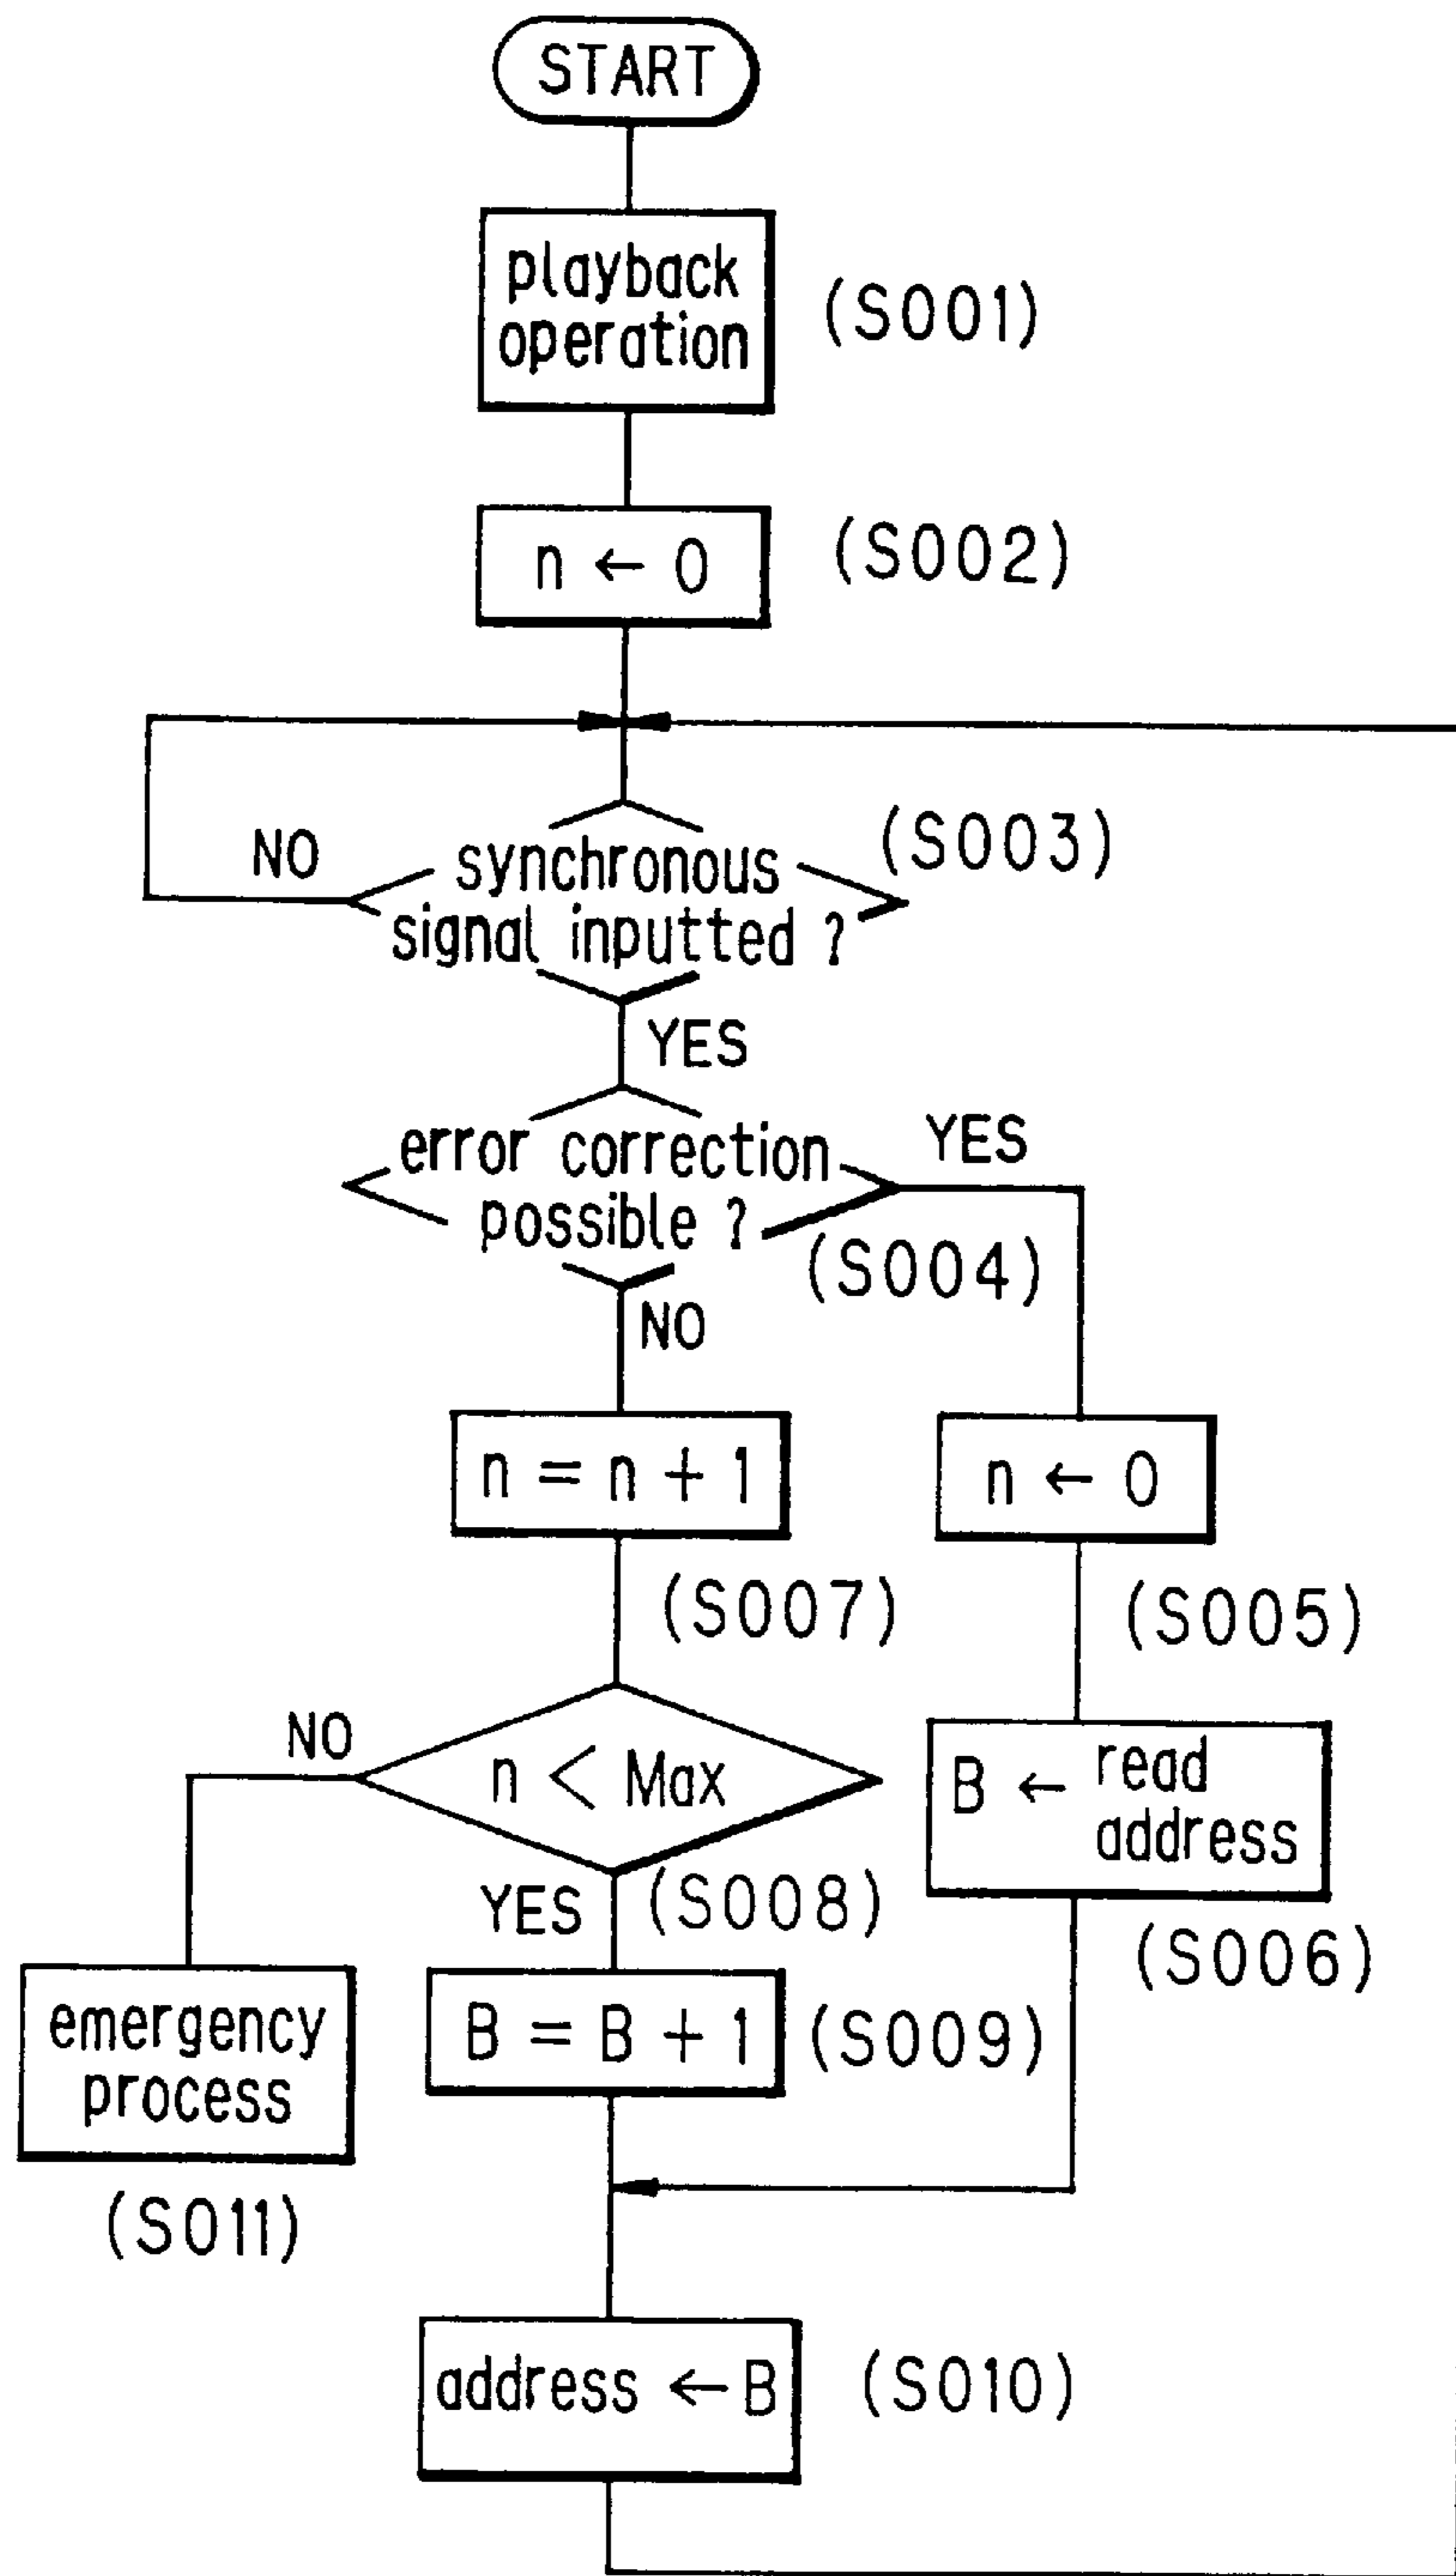 START
playback
operation
(S001)
n ← 0
(S002)
NO
synchronous
signal inputted ?
(S003)
YES
error correction
possible ?
YES
(S004)
NO
n = n + 1
n ← 0
(S007)
(S005)
NO
n < Max
B ← read
address
YES
(S008)
(S006)
emergency
process
B = B + 1
(S009)
(S011)
address ← B
(S010)